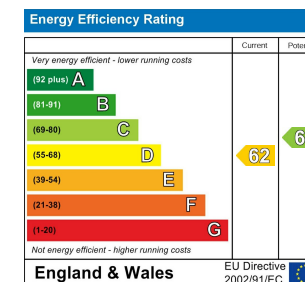 Energy Efficiency Rating
Current Poten
Very energy efficient - lower running costs
(92 plus) A
(81-91) B
(69-80) C
6
(55-68) D 62
(39-54) E
(21-38) F
(1-20) G
Not energy efficient - higher running costs
England & Wales
EU Directive
2002/91/EC